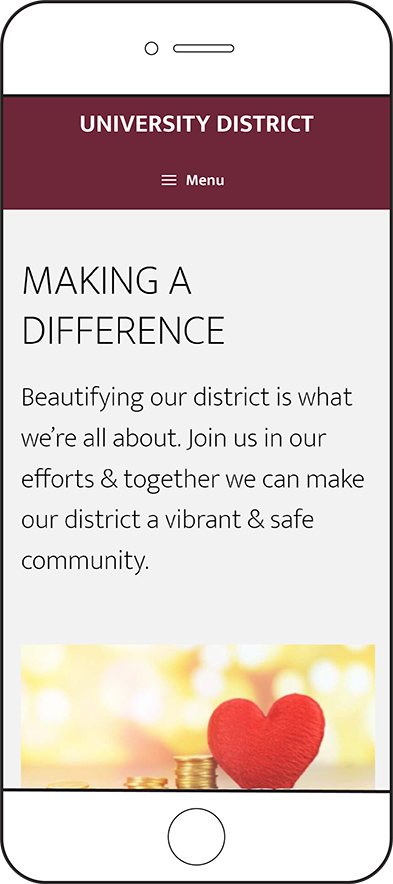 UNIVERSITY DISTRICT
Menu
MAKING A
DIFFERENCE
Beautifying our district is what
we’re all about. Join us in our
efforts & together we can make
our district a vibrant & safe
community.